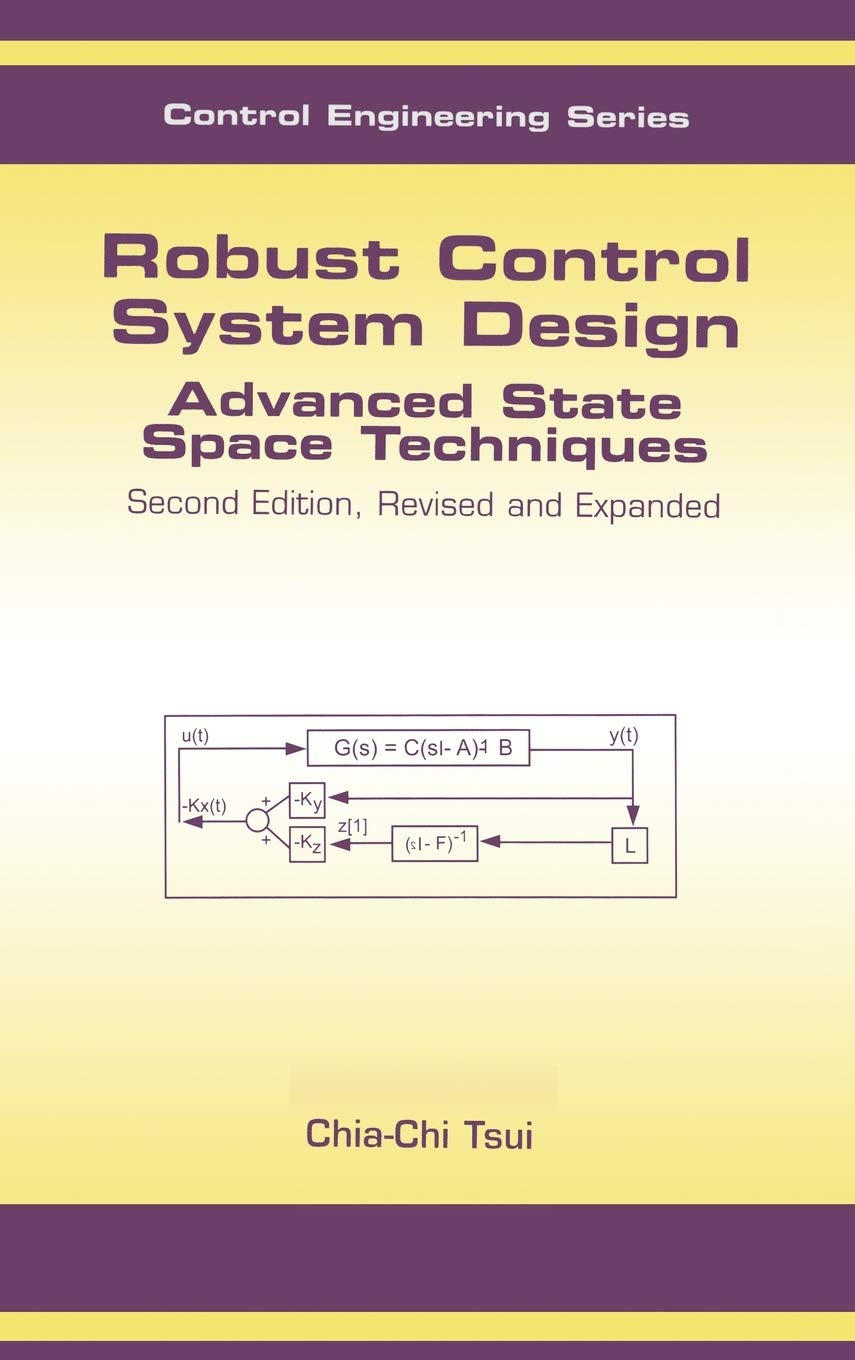 Control Engineering Series
Robust Control
System Design
Advanced State
Space Techniques
Second Edition, Revised and Expanded
u(t)
G(s) = C(sI- A)-1 B
y(t)
-Kx(t)
+
-Ky
+
-Kz
z[1]
(sI - F)-1
L
Chia-Chi Tsui